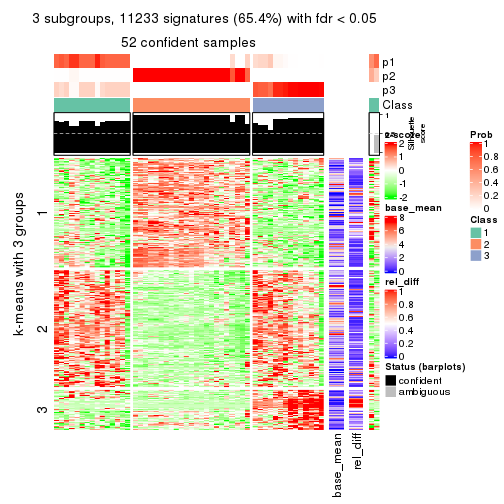 3 subgroups, 11233 signatures (65.4%) with fdr < 0.05
52 confident samples
p1
p2
p3
Class
1
Silhouette
score
k-means with 3 groups
1
2
3
base_mean
rel_diff
z-score
2
1
0
-1
-2
base_mean
8
6
4
2
0
rel_diff
1
0.8
0.6
0.4
0.2
0
Status (barplots)
confident
ambiguous
Prob
1
0.8
0.6
0.4
0.2
0
Class
1
2
3